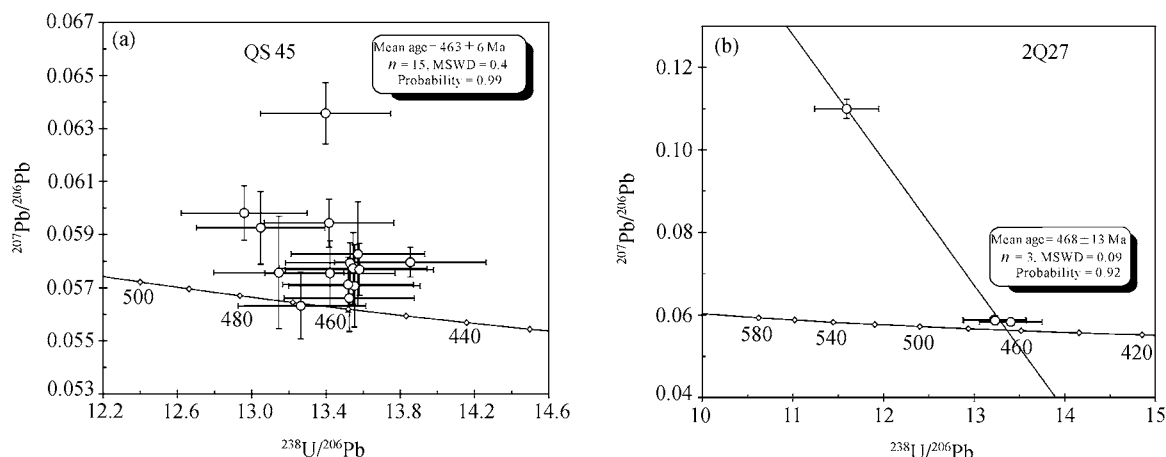 (a)
QS 45
Mean age = 463 ± 6 Ma
n = 15, MSWD = 0.4
Probability = 0.99
0.067
0.065
0.063
0.061
0.059
0.057
0.055
0.053
²⁰⁷Pb/²⁰⁶Pb
500
480
460
440
12.2
12.6
13.0
13.4
13.8
14.2
14.6
²³⁸U/²⁰⁶Pb
(b)
2Q27
0.12
0.10
0.08
0.06
0.04
²⁰⁷Pb/²⁰⁶Pb
Mean age = 468 ± 13 Ma
n = 3, MSWD = 0.09
Probability = 0.92
580
540
500
460
420
10
11
12
13
14
15
²³⁸U/²⁰⁶Pb